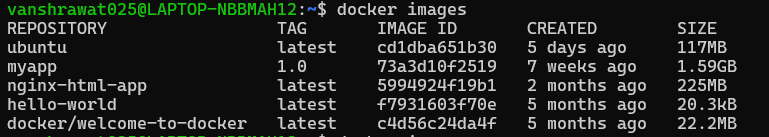 vanshrawat025@LAPTOP-NBBMAH12:~$ docker images
REPOSITORY TAG IMAGE ID CREATED SIZE
ubuntu latest cd1dba651b30 5 days ago 117MB
myapp 1.0 73a3d10f2519 7 weeks ago 1.59GB
nginx-html-app latest 5994924f19b1 2 months ago 225MB
hello-world latest f7931603f70e 5 months ago 20.3kB
docker/welcome-to-docker latest c4d56c24da4f 5 months ago 22.2MB